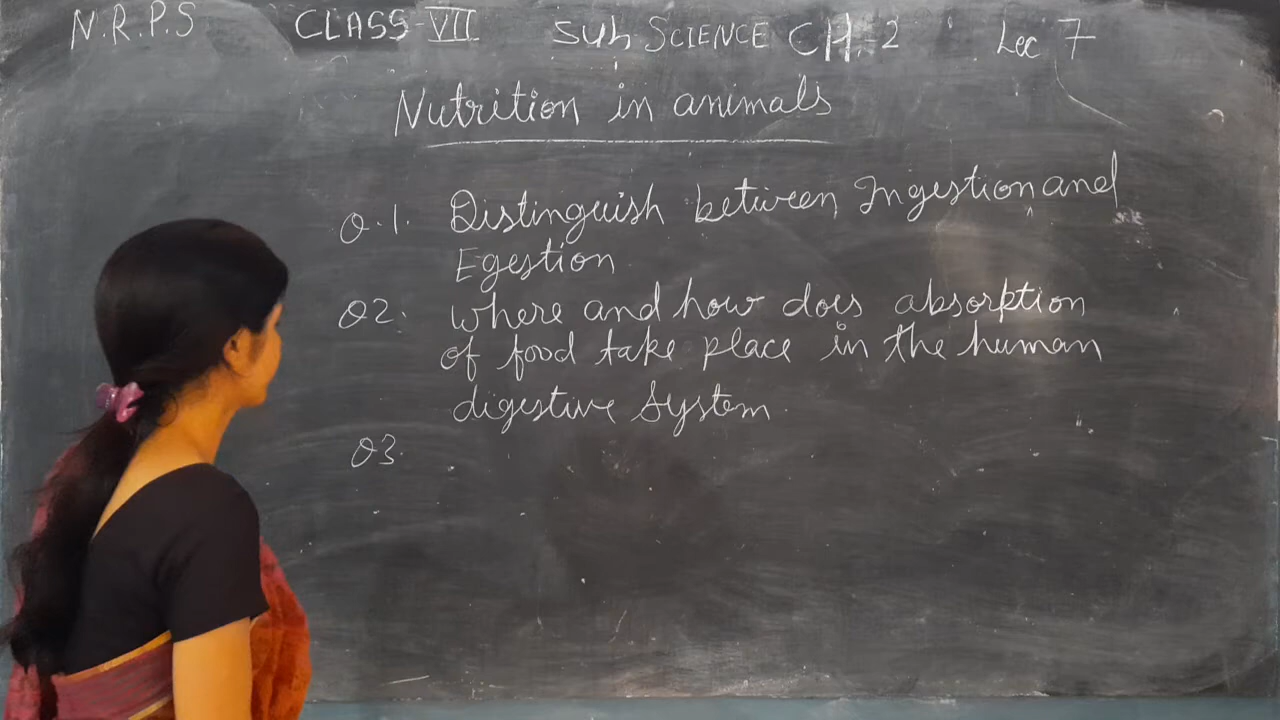 N.R.P.S CLASS-VII Sub SCIENCE CH.-2 Lec 7
Nutrition in animals
Q.1. Distinguish between Ingestion and
Egestion
Q2. where and how does absorption
of food take place in the human
digestive system.
Q3.